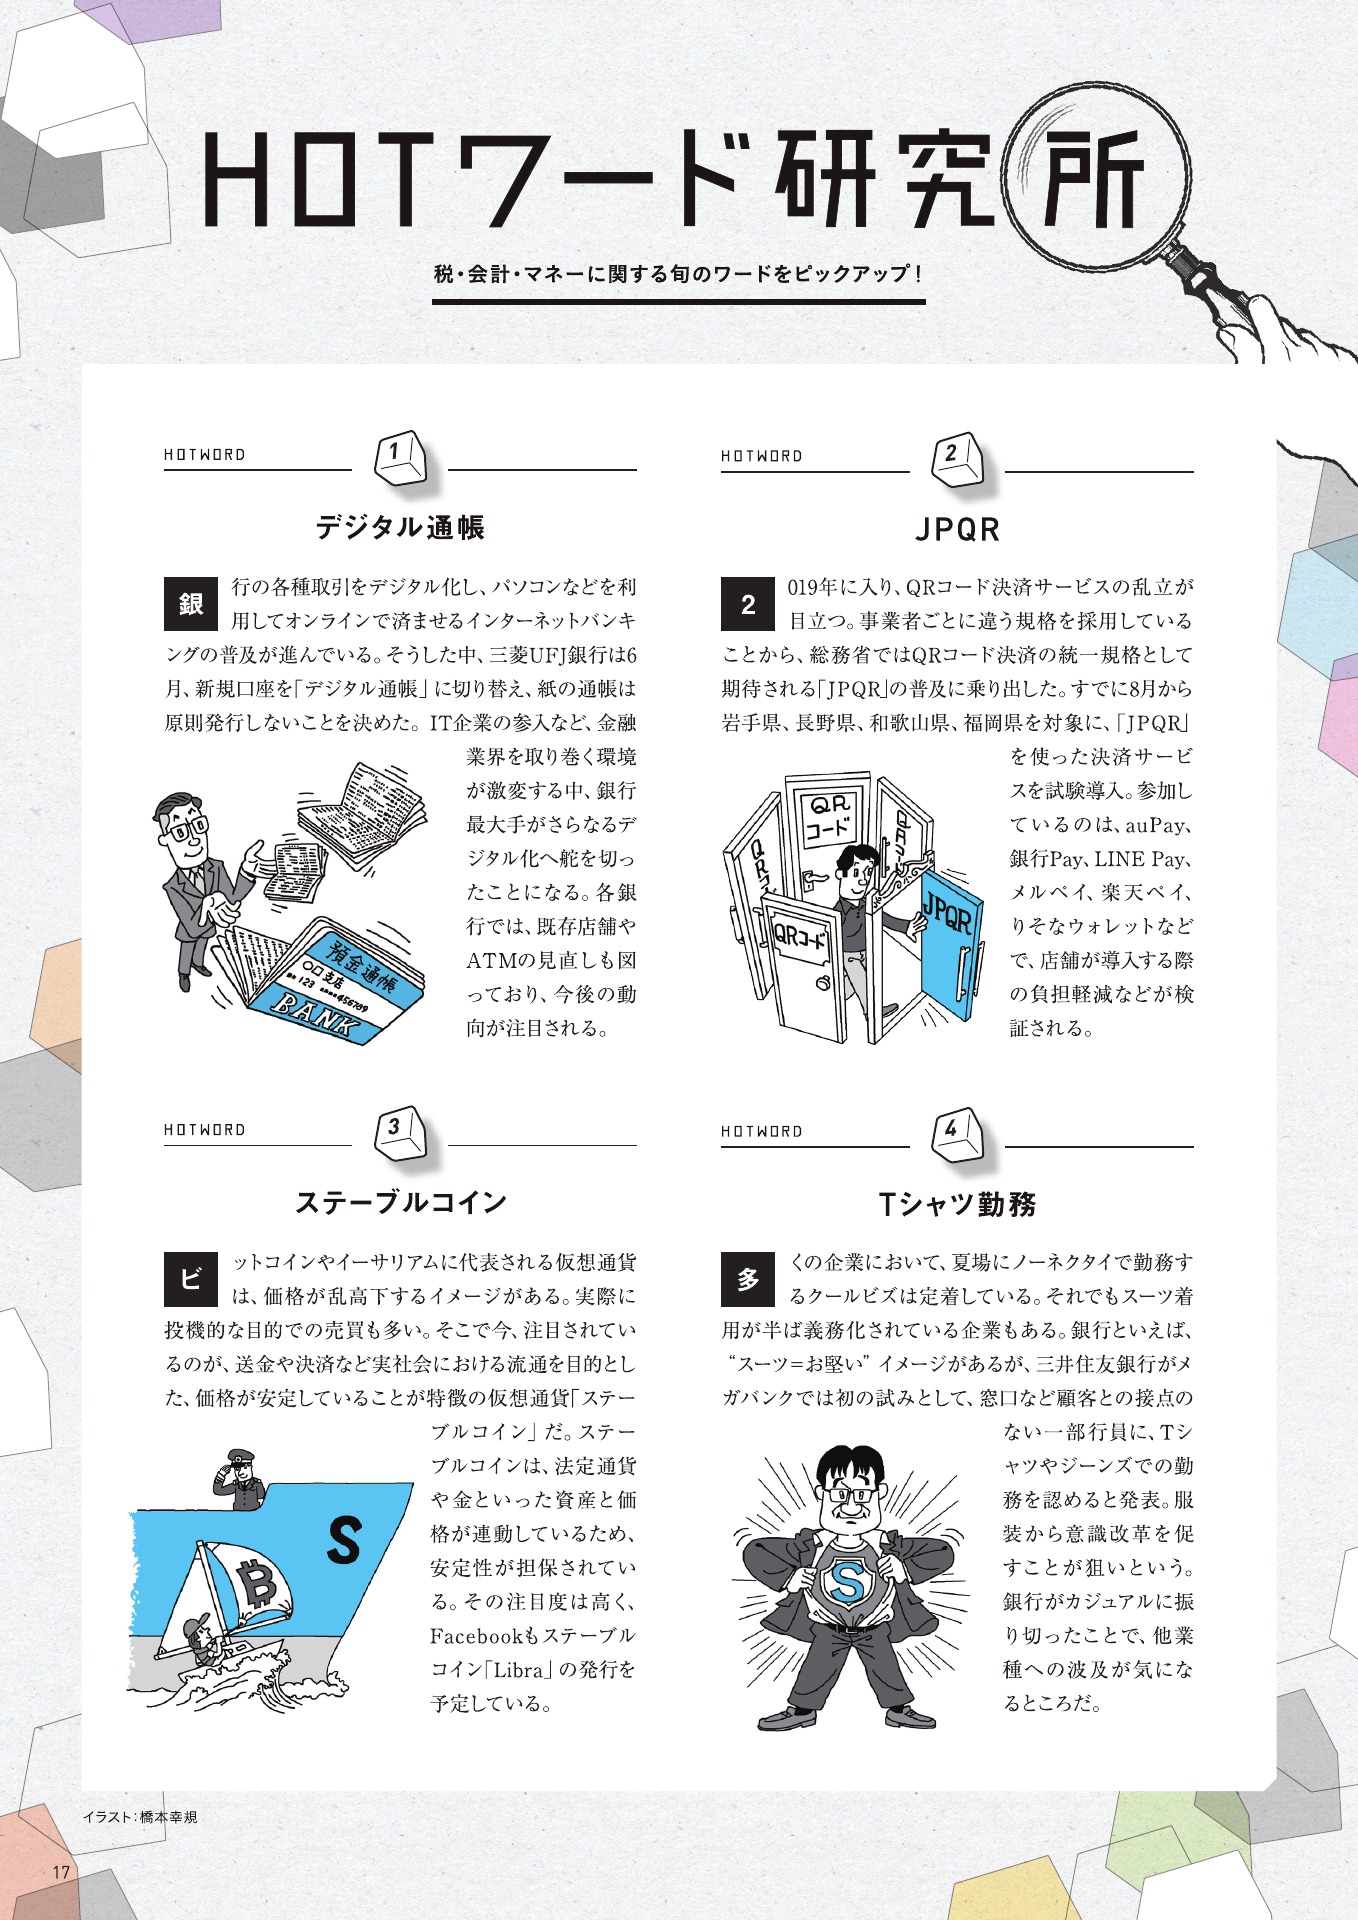 HOTワード研究所
税・会計・マネーに関する旬のワードをピックアップ！
HOTWORD
1
デジタル通帳
銀行の各種取引をデジタル化し、パソコンなどを利
用してオンラインで済ませるインターネットバンキ
ングの普及が進んでいる。そうした中、三菱UFJ銀行は6
月、新規口座を「デジタル通帳」に切り替え、紙の通帳は
原則発行しないことを決めた。IT企業の参入など、金融
業界を取り巻く環境
が激変する中、銀行
最大手がさらなるデ
ジタル化へ舵を切っ
たことになる。各銀
行では、既存店舗や
ATMの見直しも図
っており、今後の動
向が注目される。
預金通帳
〇口支店
123
456789
BANK
HOTWORD
2
JPQR
2019年に入り、QRコード決済サービスの乱立が
目立つ。事業者ごとに違う規格を採用している
ことから、総務省ではQRコード決済の統一規格として
期待される「JPQR」の普及に乗り出した。すでに8月から
岩手県、長野県、和歌山県、福岡県を対象に、「JPQR」
を使った決済サービ
スを試験導入。参加し
ているのは、auPay、
銀行Pay、LINE Pay、
メルペイ、楽天ペイ、
りそなウォレットなど
で、店舗が導入する際
の負担軽減などが検
証される。
QR
コード
QRコード
QRコード
QRコード
JPQR
HOTWORD
3
ステーブルコイン
ビットコインやイーサリアムに代表される仮想通貨
は、価格が乱高下するイメージがある。実際に
投機的な目的での売買も多い。そこで今、注目されてい
るのが、送金や決済など実社会における流通を目的とし
た、価格が安定していることが特徴の仮想通貨「ステー
ブルコイン」だ。ステー
ブルコインは、法定通貨
や金といった資産と価
格が連動しているため、
安定性が担保されてい
る。その注目度は高く、
Facebookもステーブル
コイン「Libra」の発行を
予定している。
S
B
HOTWORD
4
Tシャツ勤務
多くの企業において、夏場にノーネクタイで勤務す
るクールビズは定着している。それでもスーツ着
用が半ば義務化されている企業もある。銀行といえば、
“スーツ＝お堅い”イメージがあるが、三井住友銀行がメ
ガバンクでは初の試みとして、窓口など顧客との接点の
ない一部行員に、Tシ
ャツやジーンズでの勤
務を認めると発表。服
装から意識改革を促
すことが狙いという。
銀行がカジュアルに振
り切ったことで、他業
種への波及が気にな
るところだ。
S
イラスト：橋本幸規
17